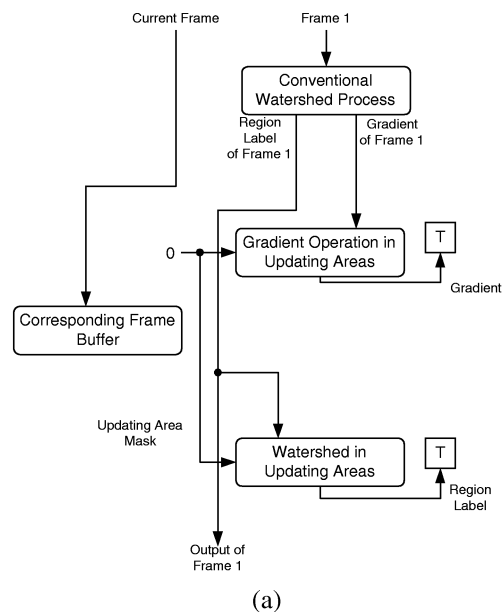 Current Frame
Frame 1
Conventional
Watershed Process
Region
Label
of Frame 1
Gradient
of Frame 1
0
Gradient Operation in
Updating Areas
T
Gradient
Corresponding Frame
Buffer
Updating Area
Mask
Watershed in
Updating Areas
T
Region
Label
Output of
Frame 1
(a)